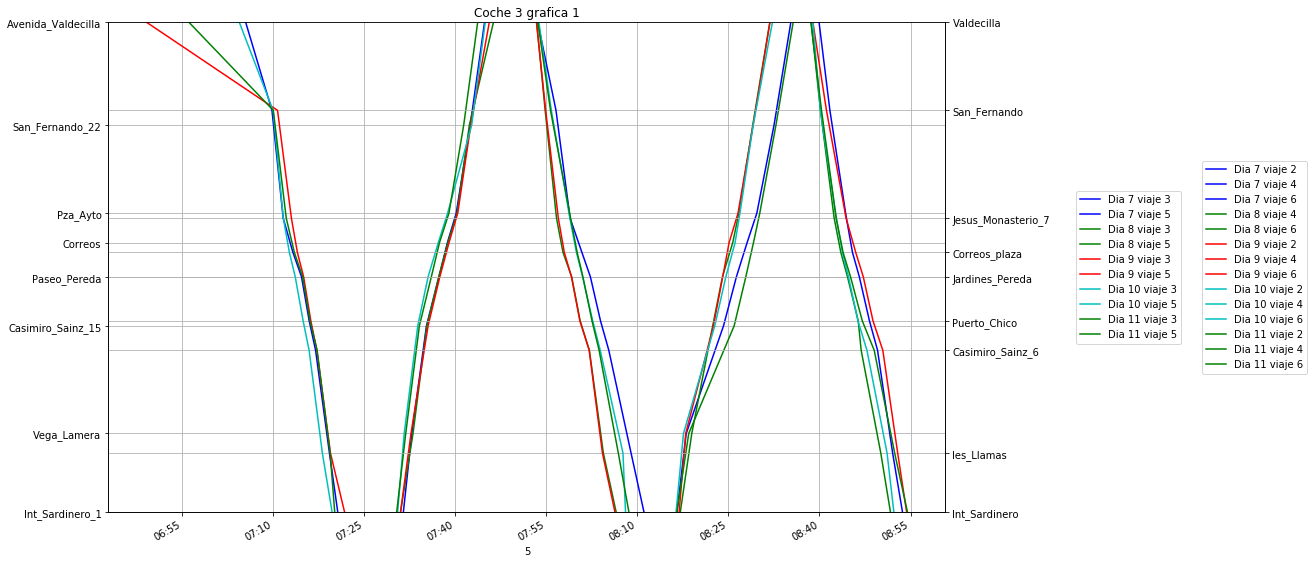 Coche 3 grafica 1
Avenida_Valdecilla
San_Fernando_22
Pza_Ayto
Correos
Paseo_Pereda
Casimiro_Sainz_15
Vega_Lamera
Int_Sardinero_1
Valdecilla
San_Fernando
Jesus_Monasterio_7
Correos_plaza
Jardines_Pereda
Puerto_Chico
Casimiro_Sainz_6
Ies_Llamas
Int_Sardinero
06:55
07:10
07:25
07:40
07:55
08:10
08:25
08:40
08:55
5
Dia 7 viaje 3
Dia 7 viaje 5
Dia 8 viaje 3
Dia 8 viaje 5
Dia 9 viaje 3
Dia 9 viaje 5
Dia 10 viaje 3
Dia 10 viaje 5
Dia 11 viaje 3
Dia 11 viaje 5
Dia 7 viaje 2
Dia 7 viaje 4
Dia 7 viaje 6
Dia 8 viaje 4
Dia 8 viaje 6
Dia 9 viaje 2
Dia 9 viaje 4
Dia 9 viaje 6
Dia 10 viaje 2
Dia 10 viaje 4
Dia 10 viaje 6
Dia 11 viaje 2
Dia 11 viaje 4
Dia 11 viaje 6